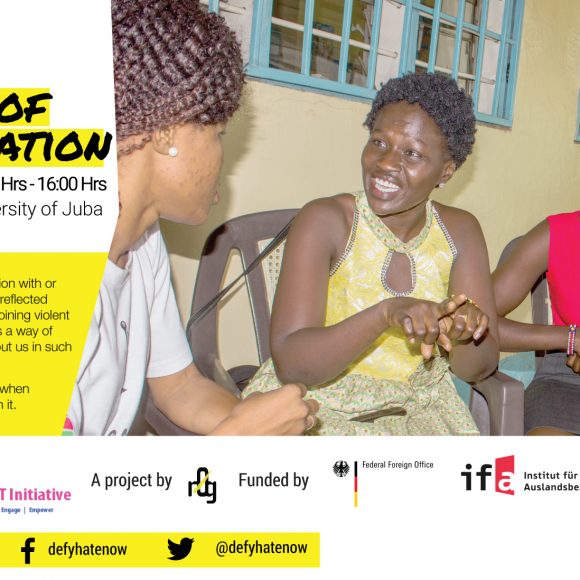 OF
ATION
Hrs - 16:00 Hrs
ersity of Juba
ion with or
reflected
oining violent
s a way of
out us in such
when
n it.
T Initiative
Engage | Empower
A project by r0g
Funded by
Federal Foreign Office
ifa Institut für
Auslandsbe
defyhatenow
@defyhatenow